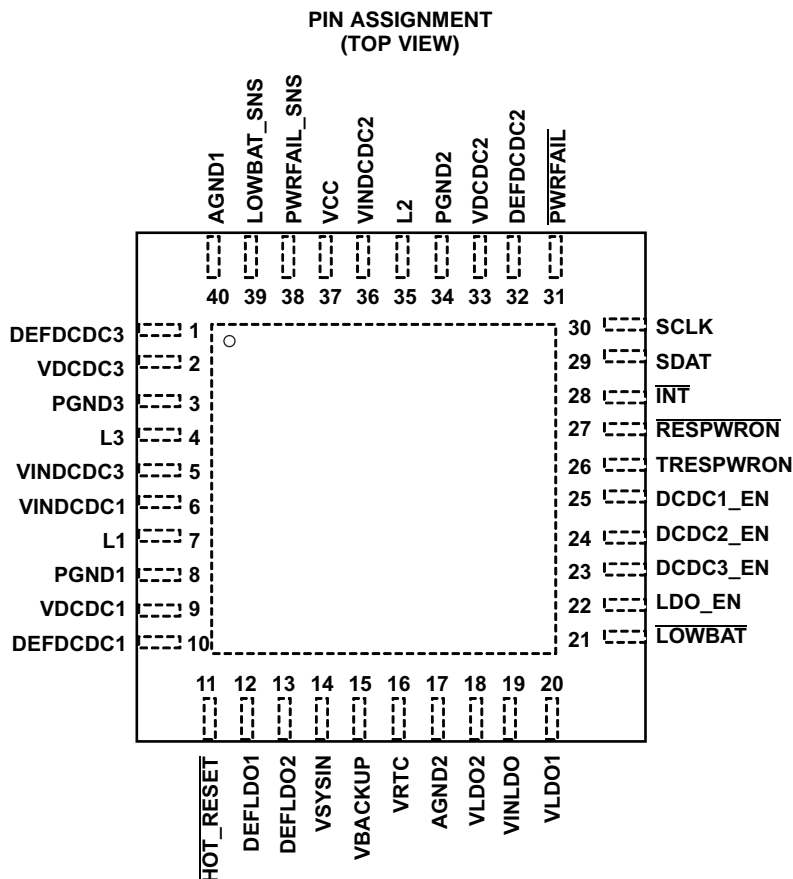 PIN ASSIGNMENT
(TOP VIEW)
AGND1
LOWBAT_SNS
PWRFAIL_SNS
VCC
VINDCDC2
L2
PGND2
VDCDC2
DEFDCDC2
PWRFAIL
40 39 38 37 36 35 34 33 32 31
DEFDCDC3 1
VDCDC3 2
PGND3 3
L3 4
VINDCDC3 5
VINDCDC1 6
L1 7
PGND1 8
VDCDC1 9
DEFDCDC1 10
30 SCLK
29 SDAT
28 INT
27 RESPWRON
26 TRESPWRON
25 DCDC1_EN
24 DCDC2_EN
23 DCDC3_EN
22 LDO_EN
21 LOWBAT
11 12 13 14 15 16 17 18 19 20
HOT_RESET
DEFLDO1
DEFLDO2
VSYSIN
VBACKUP
VRTC
AGND2
VLDO2
VINLDO
VLDO1